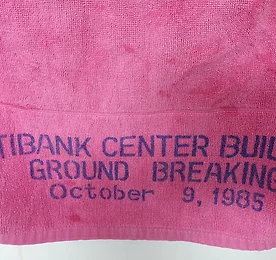 TIBANK CENTER BUIL
GROUND BREAKING
October 9, 1985